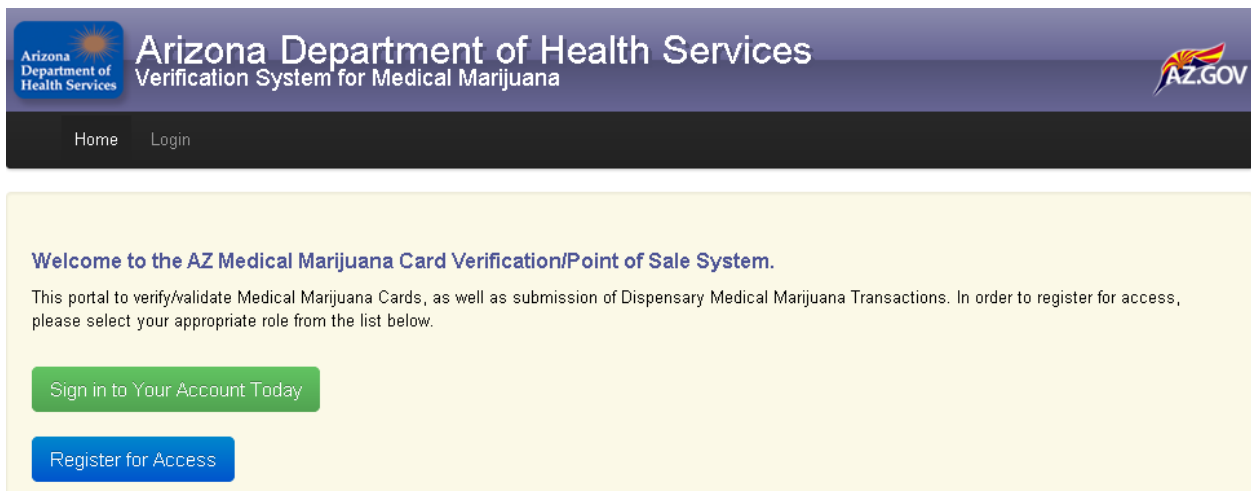 Arizona
Department of
Health Services
Arizona Department of Health Services
Verification System for Medical Marijuana
AZ.GOV
Home Login
Welcome to the AZ Medical Marijuana Card Verification/Point of Sale System.
This portal to verify/validate Medical Marijuana Cards, as well as submission of Dispensary Medical Marijuana Transactions. In order to register for access,
please select your appropriate role from the list below.
Sign in to Your Account Today
Register for Access